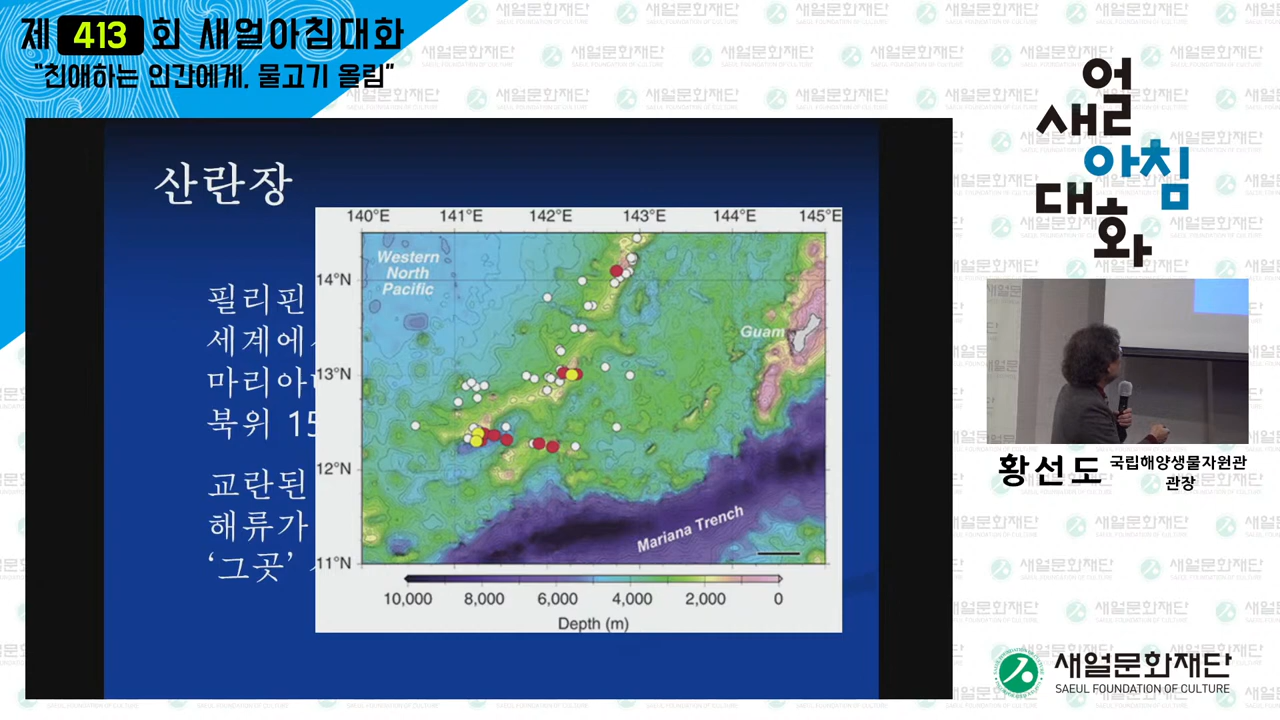 제 413 회 새얼아침대화
“친애하는 인간에게, 물고기 올림”
산란장
필리핀
세계에서
마리아나
북위 15
교란된
해류가
‘그곳’
140°E 141°E 142°E 143°E 144°E 145°E
14°N
13°N
12°N
11°N
Western
North
Pacific
Guam
Mariana Trench
10,000 8,000 6,000 4,000 2,000 0
Depth (m)
새얼
아침
대화
황선도 국립해양생물자원관
관장
새얼문화재단
SAEUL FOUNDATION OF CULTURE